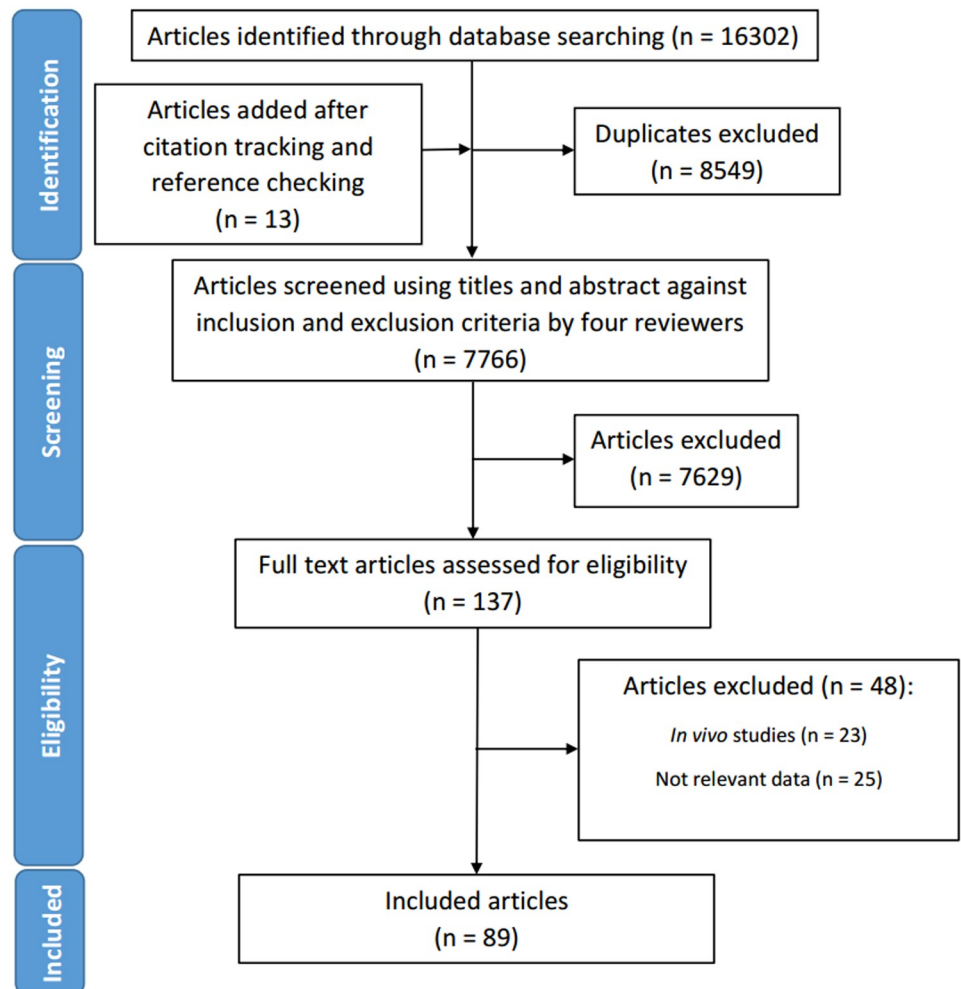 Identification
Articles identified through database searching (n = 16302)
Articles added after
citation tracking and
reference checking
(n = 13)
Duplicates excluded
(n = 8549)
Screening
Articles screened using titles and abstract against
inclusion and exclusion criteria by four reviewers
(n = 7766)
Articles excluded
(n = 7629)
Eligibility
Full text articles assessed for eligibility
(n = 137)
Articles excluded (n = 48):
In vivo studies (n = 23)
Not relevant data (n = 25)
Included
Included articles
(n = 89)